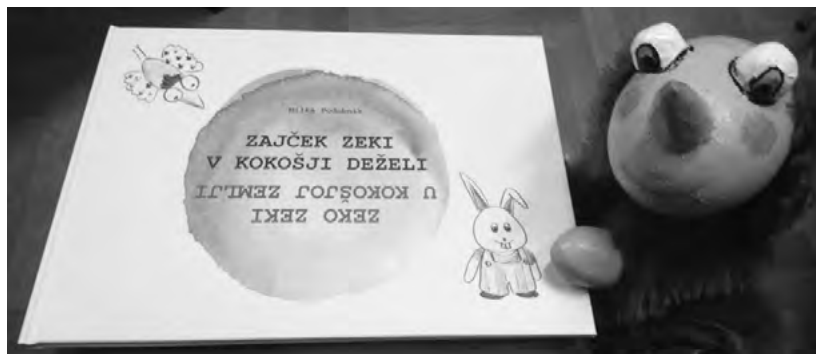 ZAJČEK ZEKI
V KOKOŠJI DEŽELI
ZEKO ZEKI
U KOKOŠJOJ ZEMLJI